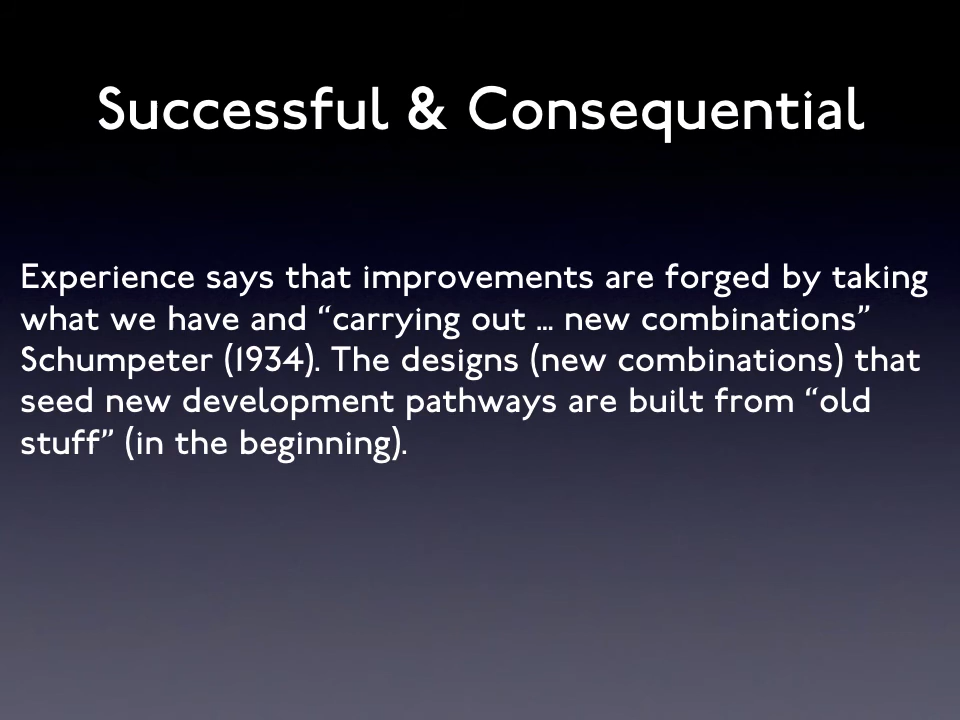 Successful & Consequential
Experience says that improvements are forged by taking
what we have and “carrying out ... new combinations”
Schumpeter (1934). The designs (new combinations) that
seed new development pathways are built from “old
stuff” (in the beginning).